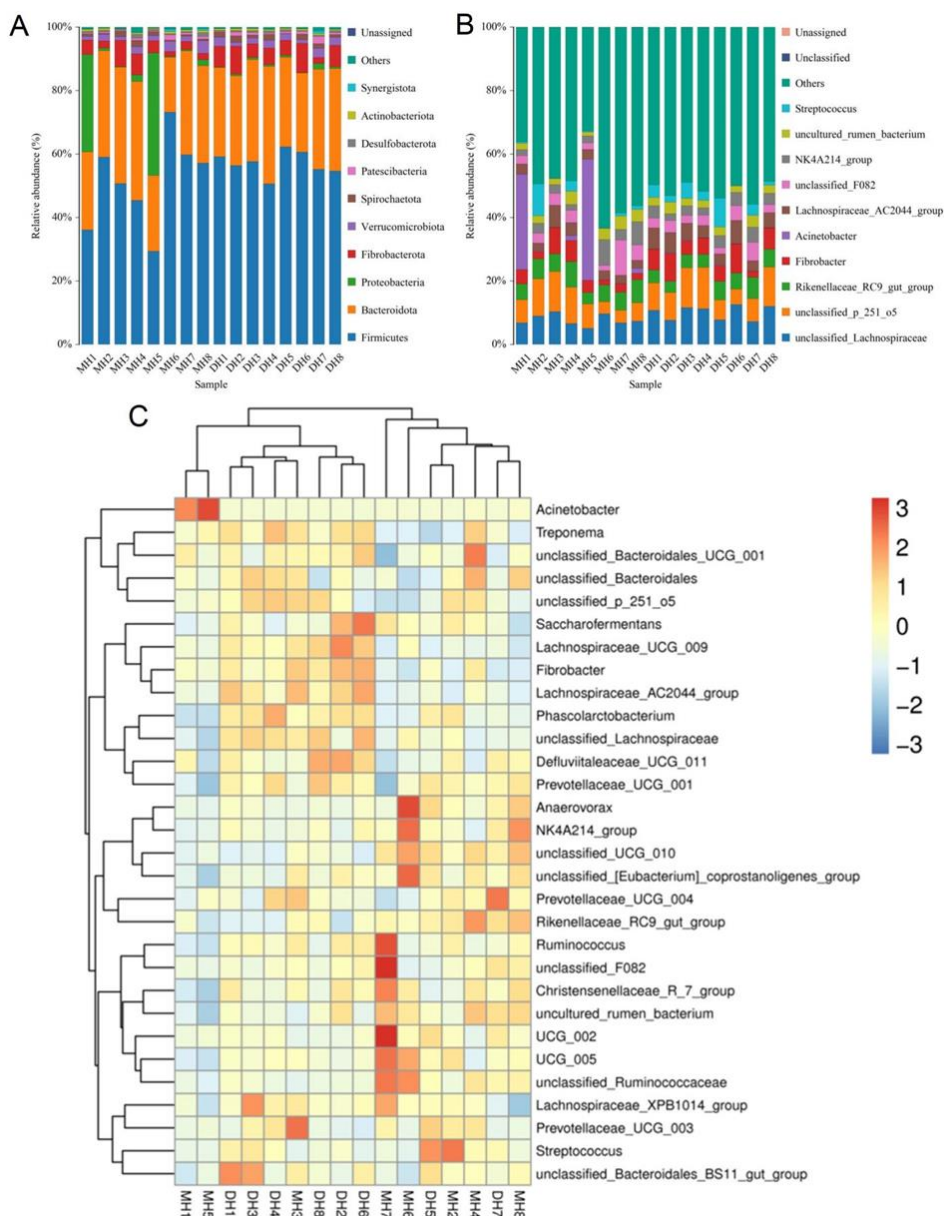 A
100%
80%
60%
40%
20%
0%
Relative abundance (%)
MH1 MH2 MH3 MH4 MH5 MH6 MH7 MH8 DH1 DH2 DH3 DH4 DH5 DH6 DH7 DH8
Sample
Unassigned
Others
Synergistota
Actinobacteriota
Desulfobacterota
Patescibacteria
Spirochaetota
Verrucomicrobiota
Fibrobacterota
Proteobacteria
Bacteroidota
Firmicutes
B
100%
80%
60%
40%
20%
0%
Relative abundance (%)
MH1 MH2 MH3 MH4 MH5 MH6 MH7 MH8 DH1 DH2 DH3 DH4 DH5 DH6 DH7 DH8
Sample
Unassigned
Unclassified
Others
Streptococcus
uncultured_rumen_bacterium
NK4A214_group
unclassified_F082
Lachnospiraceae_AC2044_group
Acinetobacter
Fibrobacter
Rikenellaceae_RC9_gut_group
unclassified_p_251_o5
unclassified_Lachnospiraceae
C
Acinetobacter
Treponema
unclassified_Bacteroidales_UCG_001
unclassified_Bacteroidales
unclassified_p_251_o5
Saccharofermentans
Lachnospiraceae_UCG_009
Fibrobacter
Lachnospiraceae_AC2044_group
Phascolarctobacterium
unclassified_Lachnospiraceae
Defluviitaleaceae_UCG_011
Prevotellaceae_UCG_001
Anaerovorax
NK4A214_group
unclassified_UCG_010
unclassified_[Eubacterium]_coprostanoligenes_group
Prevotellaceae_UCG_004
Rikenellaceae_RC9_gut_group
Ruminococcus
unclassified_F082
Christensenellaceae_R_7_group
uncultured_rumen_bacterium
UCG_002
UCG_005
unclassified_Ruminococcaceae
Lachnospiraceae_XPB1014_group
Prevotellaceae_UCG_003
Streptococcus
unclassified_Bacteroidales_BS11_gut_group
MH1 MH5 DH1 DH3 DH4 MH3 DH8 DH2 DH6 MH7 MH6 DH5 MH2 MH4 DH7 MH8
3
2
1
0
−1
−2
−3